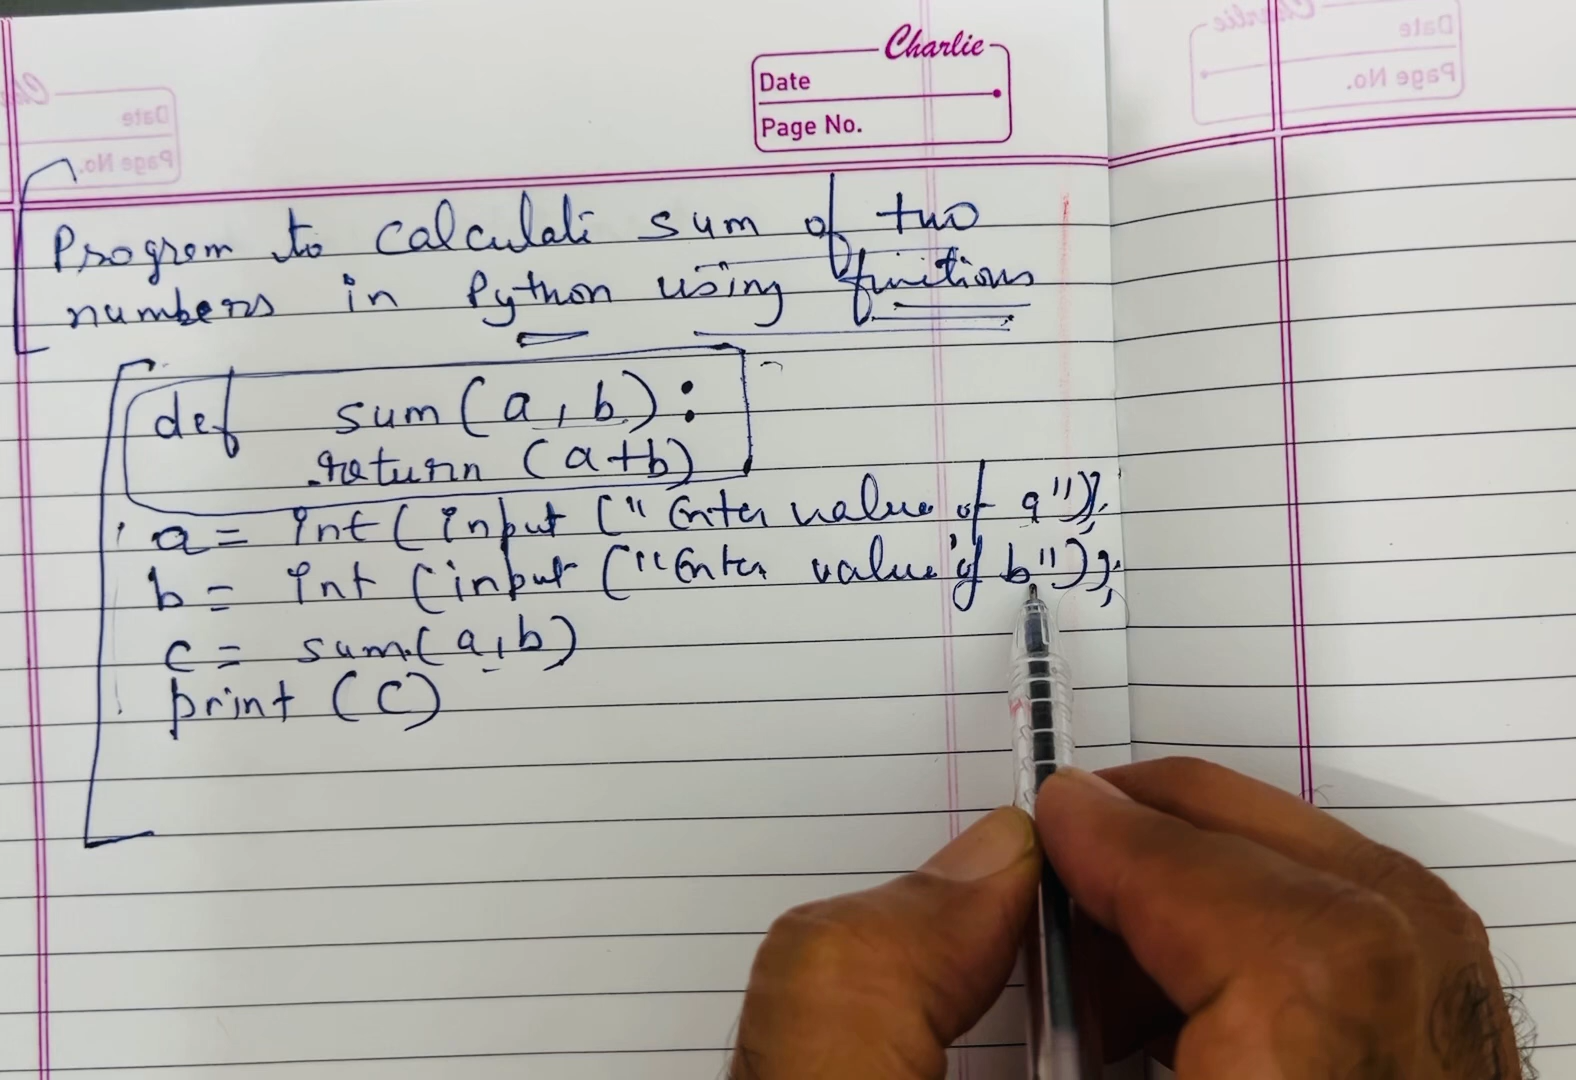 Charlie
Date
Page No.
Program to calculate sum of two
numbers in Python using functions
def sum(a, b):
return (a+b)
a = int(input("Enter value of a"));
b = int(input("Enter value of b"));
c = sum(a,b)
print (c)